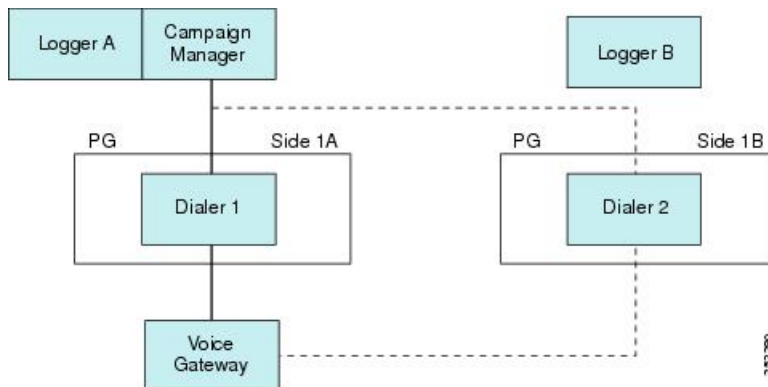 Logger A
Campaign
Manager
Logger B
PG
Side 1A
PG
Side 1B
Dialer 1
Dialer 2
Voice
Gateway